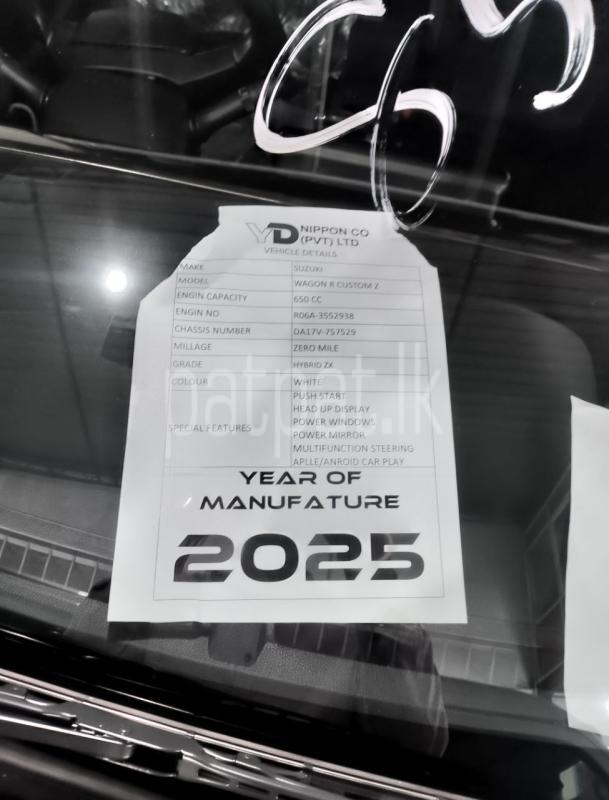 YD NIPPON CO
(PVT) LTD
VEHICLE DETAILS
MAKE SUZUKI
MODEL WAGON R CUSTOM Z
ENGIN CAPACITY 650 CC
ENGIN NO R06A-3552938
CHASSIS NUMBER DA17V-757529
MILLAGE ZERO MILE
GRADE HYBRID ZX
COLOUR WHITE
SPECIAL FEATURES PUSH START
HEAD UP DISPLAY
POWER WINDOWS
POWER MIRROR
MULTIFUNCTION STEERING
APLLE/ANROID CAR PLAY
YEAR OF
MANUFATURE
2025
patpat.lk